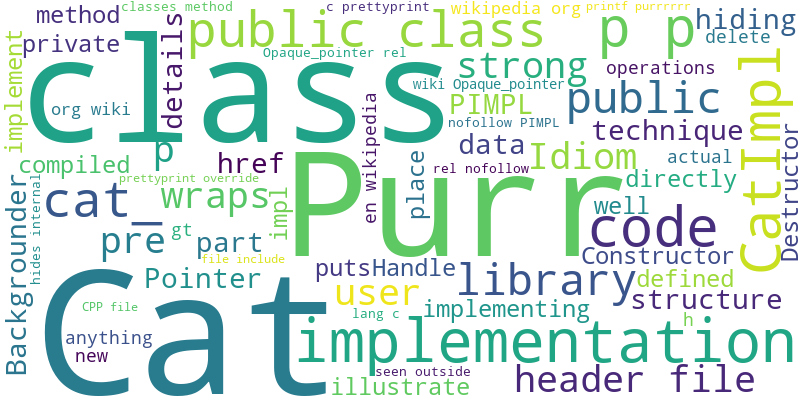 classes method
c prettyprint
wikipedia org
printf purrrrrr
method
public class
p p
hiding
private
details
Opaque_pointer rel
delete
implement
class
strong
operations
wiki Opaque_pointer
org wiki
PIMPL
public
CatImpl
nofollow PIMPL
technique
compiled
p
href
en wikipedia
data
Idiom
actual
Destructor
prettyprint override
Purr
place
rel nofollow
directly
Backgrounder
hides internal
cat_
wraps
impl
well
code
pre
gt
part
Constructor
file include
Pointer
puts
Handle
library
defined
Cat
user
structure
CPP file
lang c
implementing
h
anything
new
implementation
seen outside
illustrate
header file